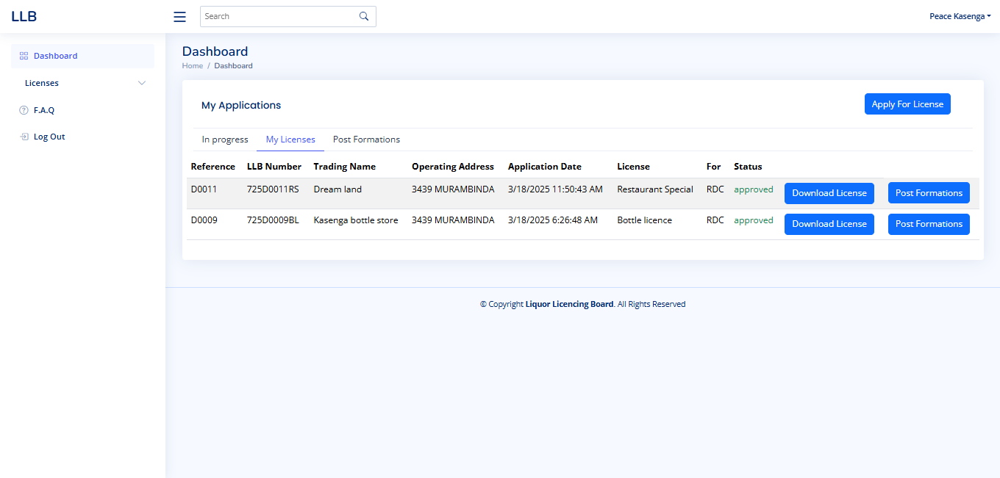 LLB
Search
Peace Kasenga
Dashboard
Licenses
F.A.Q
Log Out
Dashboard
Home / Dashboard
My Applications
Apply For License
In progress My Licenses Post Formations
Reference LLB Number Trading Name Operating Address Application Date License For Status
D0011 725D0011RS Dream land 3439 MURAMBINDA 3/18/2025 11:50:43 AM Restaurant Special RDC approved Download License Post Formations
D0009 725D0009BL Kasenga bottle store 3439 MURAMBINDA 3/18/2025 6:26:48 AM Bottle licence RDC approved Download License Post Formations
© Copyright Liquor Licencing Board. All Rights Reserved